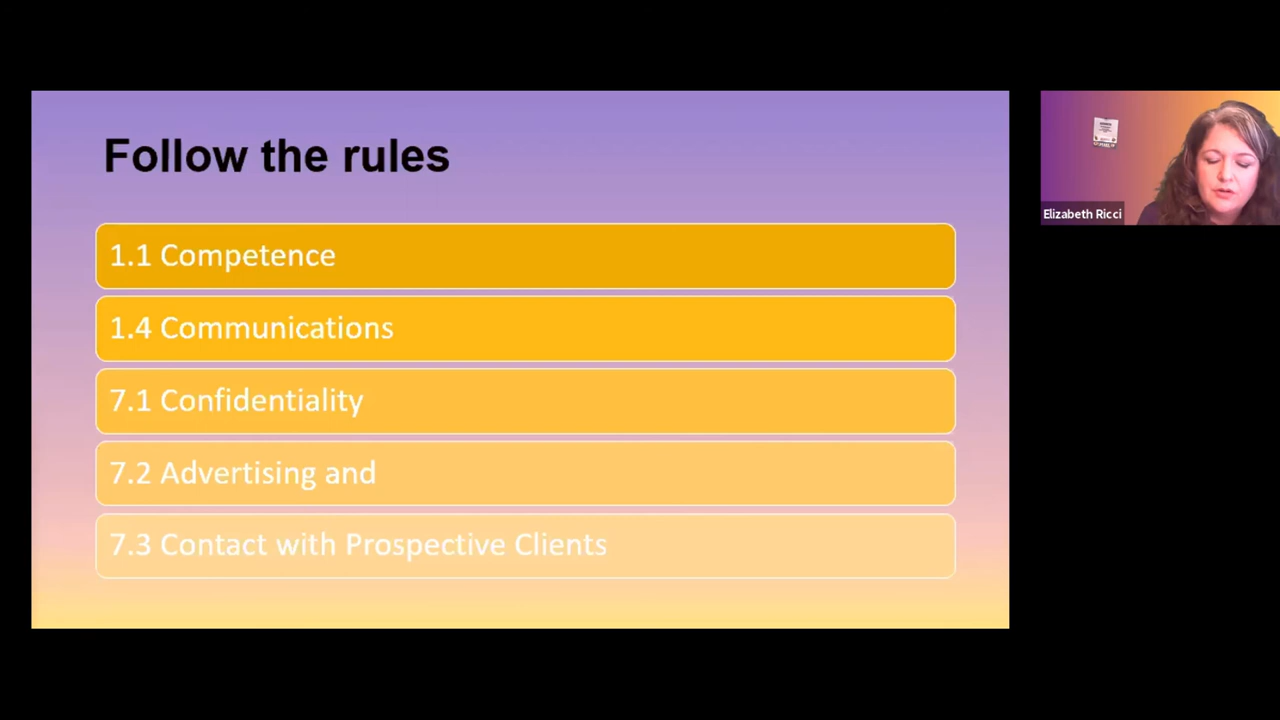 Follow the rules
1.1 Competence
1.4 Communications
7.1 Confidentiality
7.2 Advertising and
7.3 Contact with Prospective Clients
Elizabeth Ricci